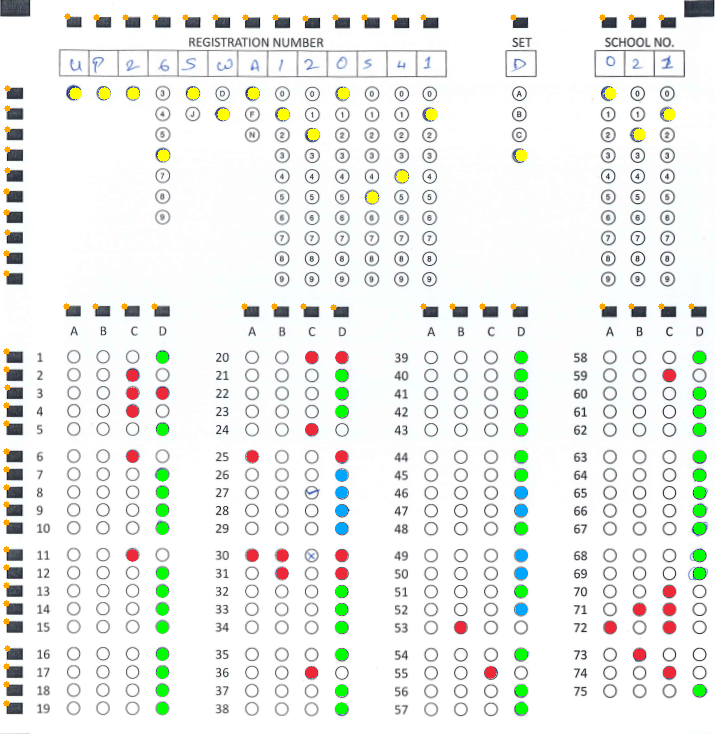 REGISTRATION NUMBER SET SCHOOL NO.
U P 2 6 S W A 1 2 0 5 4 1 D 0 2 1
3 D 0 0 0 0 0 A 0 0
4 J F 1 1 1 1 B 1 1
5 N 2 2 2 2 2 C 2 2
3 3 3 3 3 3 3 3 3
7 4 4 4 4 4 4 4 4
8 5 5 5 5 5 5 5 5
9 6 6 6 6 6 6 6 6 6
7 7 7 7 7 7 7 7 7
8 8 8 8 8 8 8 8 8
9 9 9 9 9 9 9 9 9
A B C D A B C D A B C D A B C D
1 20 39 58
2 21 40 59
3 22 41 60
4 23 42 61
5 24 43 62
6 25 44 63
7 26 45 64
8 27 46 65
9 28 47 66
10 29 48 67
11 30 49 68
12 31 50 69
13 32 51 70
14 33 52 71
15 34 53 72
16 35 54 73
17 36 55 74
18 37 56 75
19 38 57